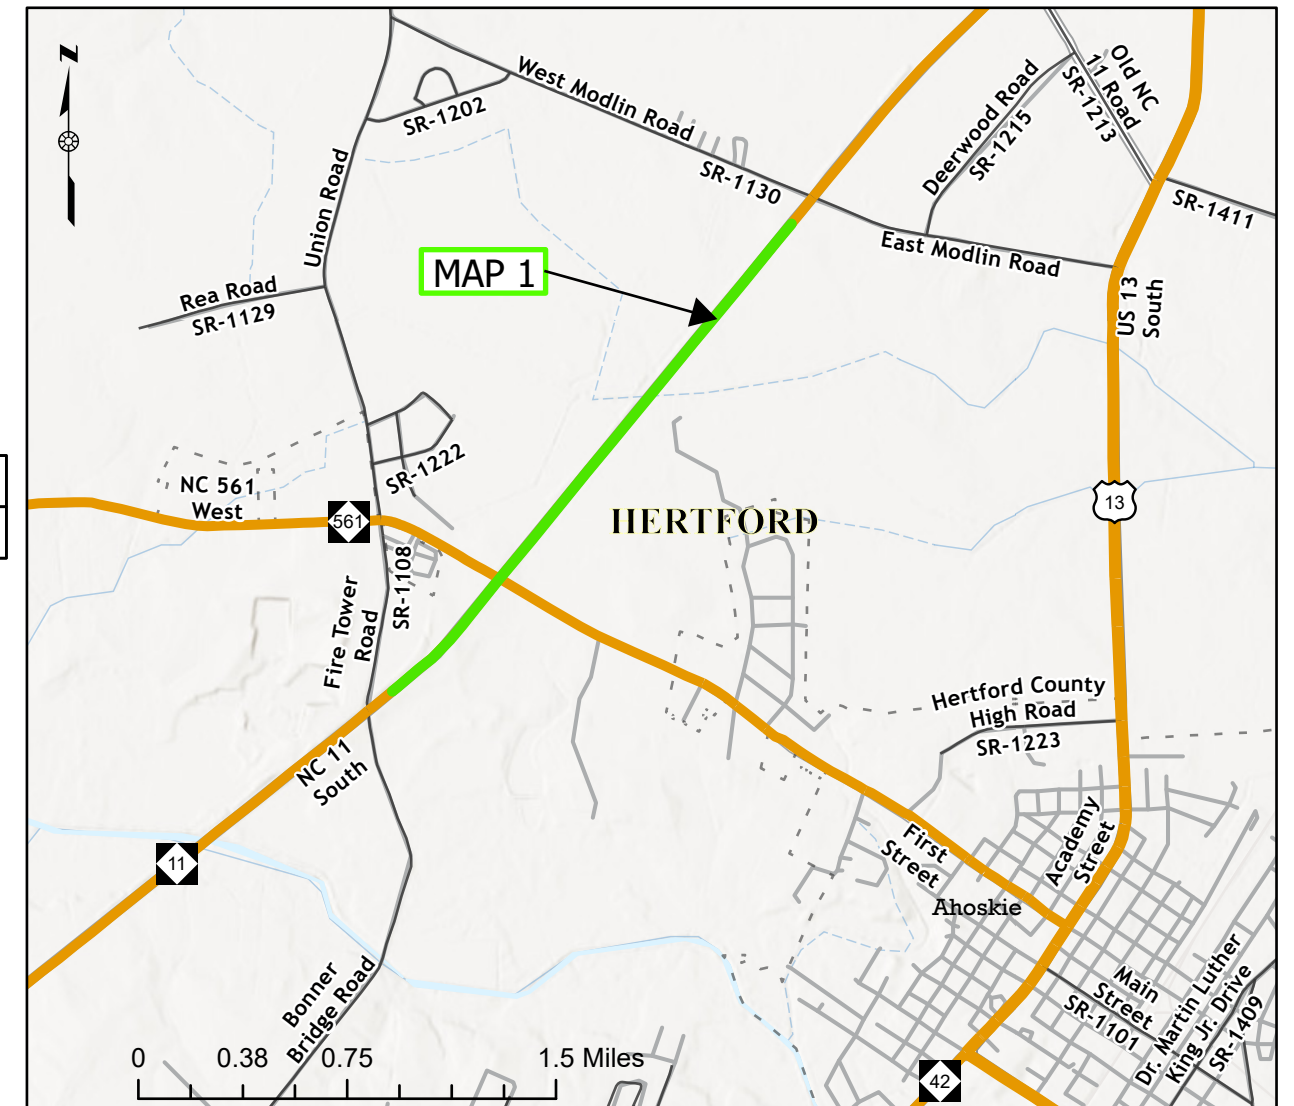 N
West Modlin Road
SR-1202
SR-1130
Deerwood Road
SR-1215
Old NC
11 Road
SR-1213
SR-1411
Union Road
East Modlin Road
US 13
South
MAP 1
Rea Road
SR-1129
SR-1222
NC 561
West
561
13
HERTFORD
SR-1108
Fire Tower
Road
Hertford County
High Road
SR-1223
NC 11
South
11
First
Street
Academy
Street
Ahoskie
Main
Street
SR-1101
Dr. Martin Luther
King Jr. Drive
SR-1409
Bonner
Bridge Road
42
0 0.38 0.75 1.5 Miles